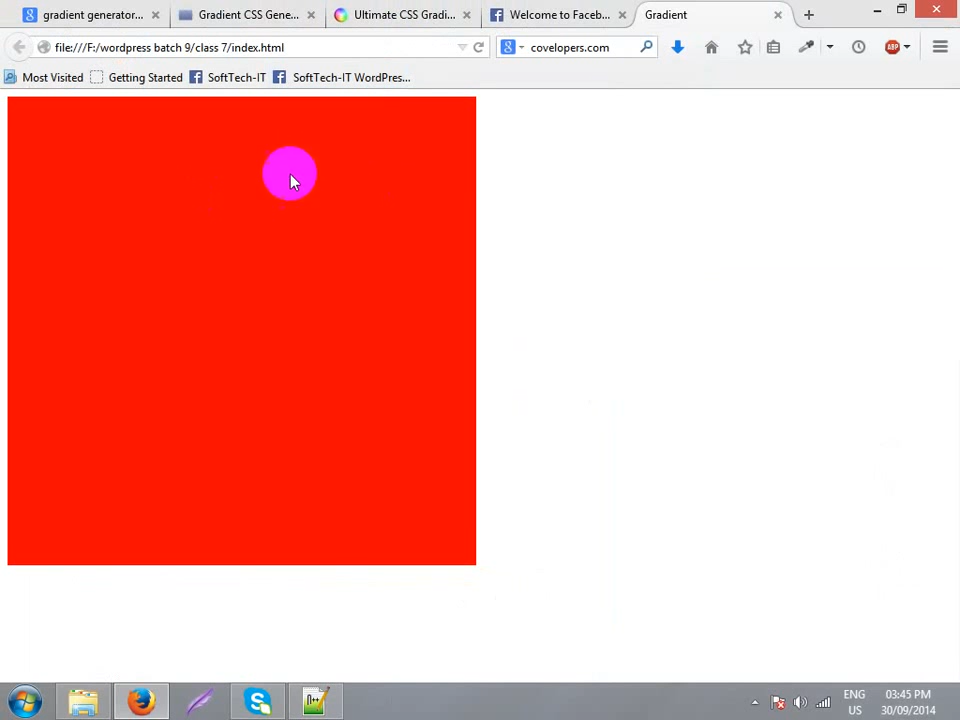 gradient generator...
Gradient CSS Gene...
Ultimate CSS Gradi...
Welcome to Faceb...
Gradient
file:///F:/wordpress batch 9/class 7/index.html
covelopers.com
ABP
Most Visited
Getting Started
SoftTech-IT
SoftTech-IT WordPres...
ENG
US
03:45 PM
30/09/2014